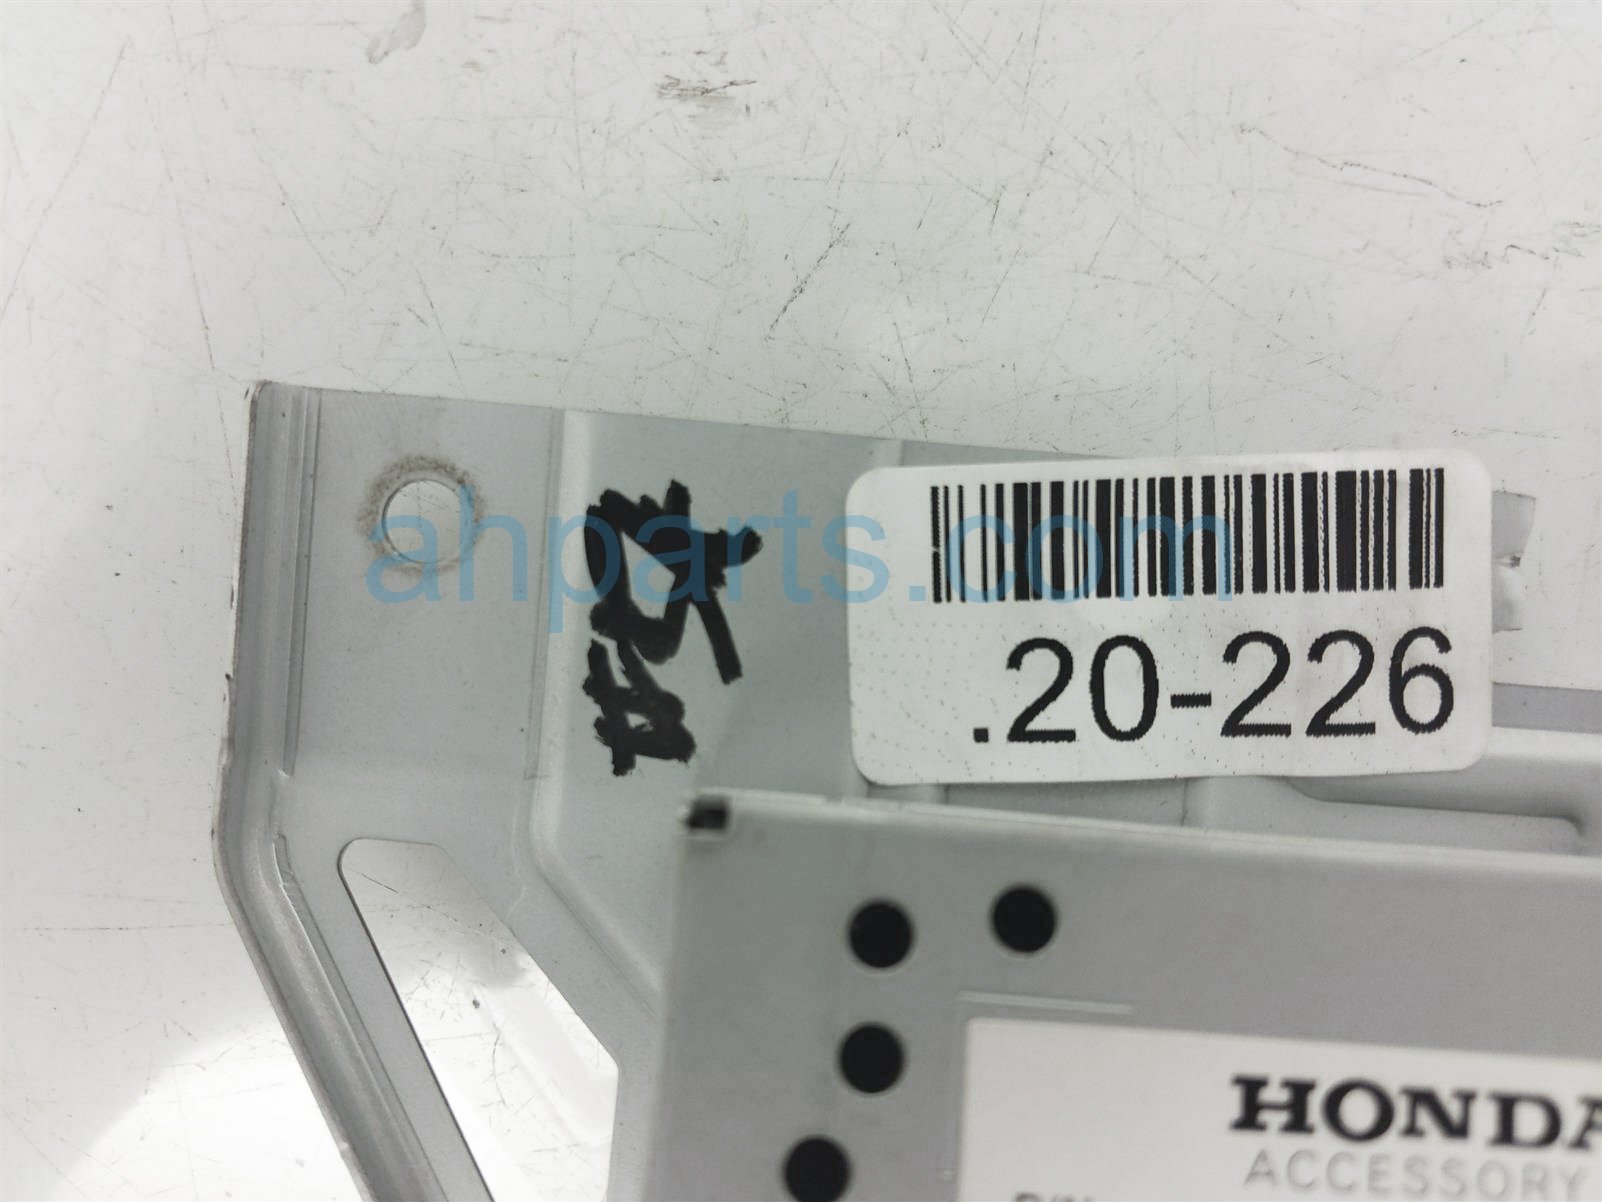 ahparts.com
.20-226
HONDA
ACCESSORY